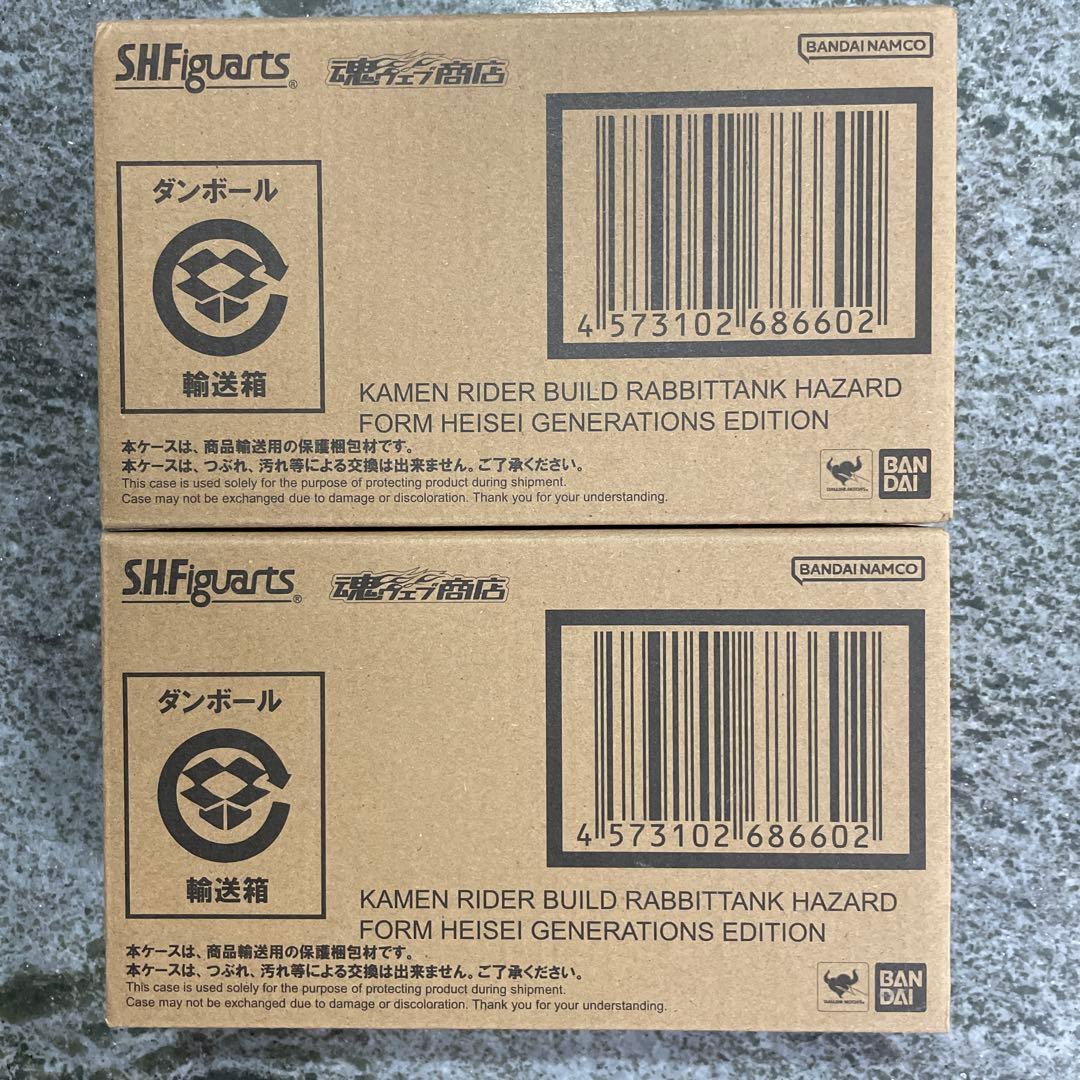 S.H.Figuarts®
魂ウェブ商店
BANDAI NAMCO
ダンボール
輸送箱
4 573102 686602
KAMEN RIDER BUILD RABBITTANK HAZARD
FORM HEISEI GENERATIONS EDITION
本ケースは、商品輸送用の保護梱包材です。
本ケースは、つぶれ、汚れ等による交換は出来ません。ご了承ください。
This case is used solely for the purpose of protecting product during shipment.
Case may not be exchanged due to damage or discoloration. Thank you for your understanding.
TAMASHII NATIONS
BAN
DAI
S.H.Figuarts®
魂ウェブ商店
BANDAI NAMCO
ダンボール
輸送箱
4 573102 686602
KAMEN RIDER BUILD RABBITTANK HAZARD
FORM HEISEI GENERATIONS EDITION
本ケースは、商品輸送用の保護梱包材です。
本ケースは、つぶれ、汚れ等による交換は出来ません。ご了承ください。
This case is used solely for the purpose of protecting product during shipment.
Case may not be exchanged due to damage or discoloration. Thank you for your understanding.
TAMASHII NATIONS
BAN
DAI